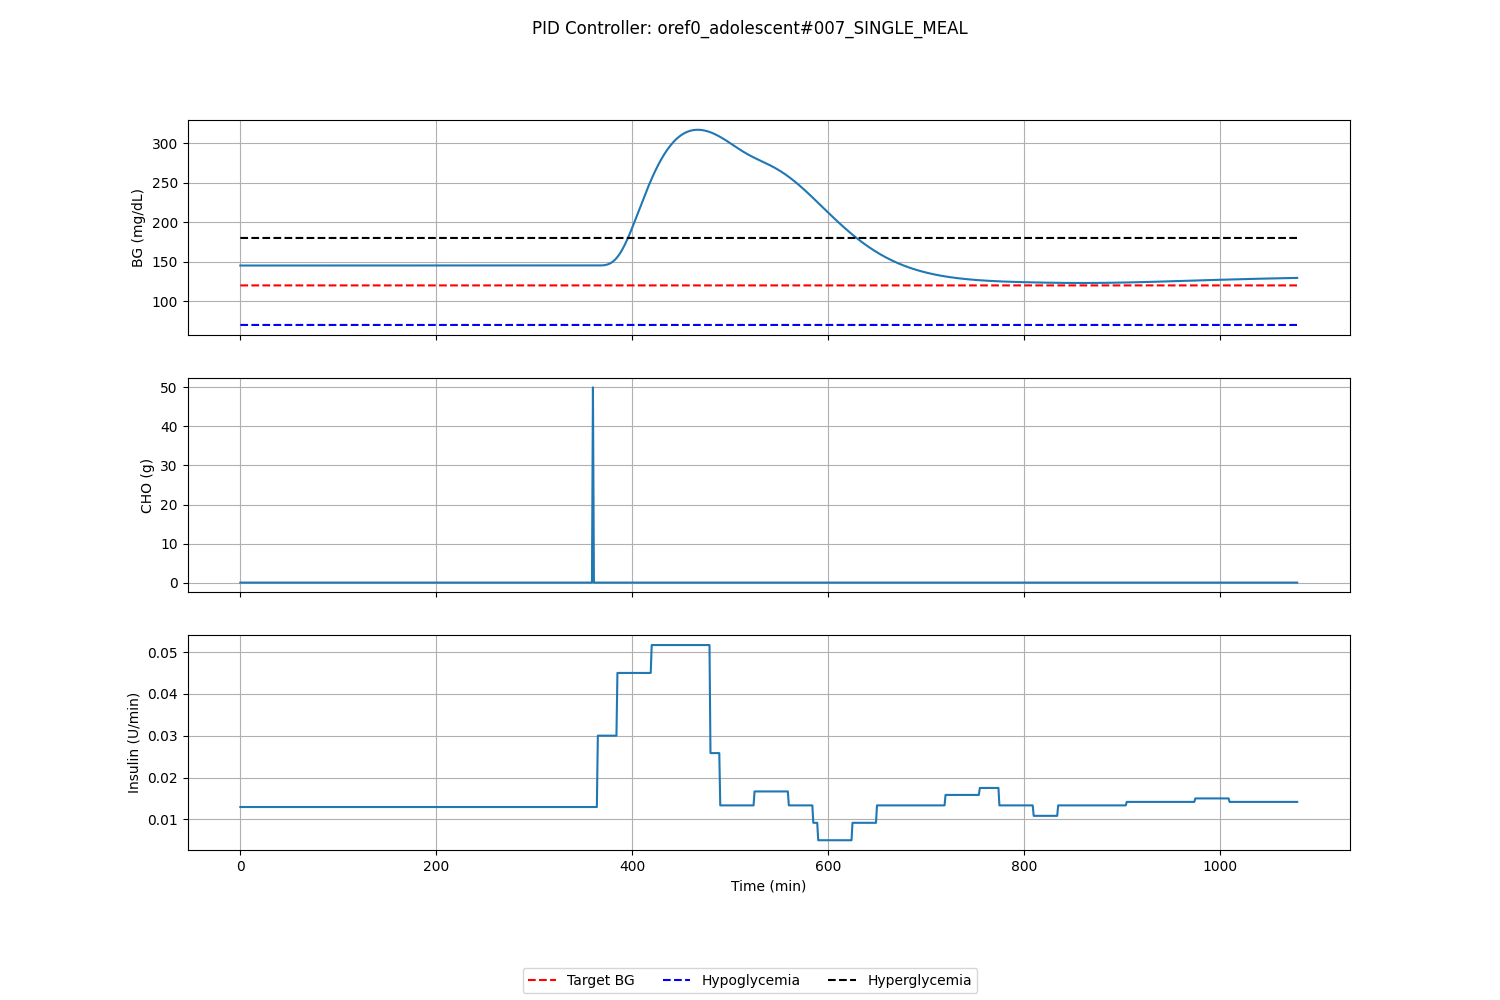 PID Controller: oref0_adolescent#007_SINGLE_MEAL
BG (mg/dL)
300
250
200
150
100
CHO (g)
50
40
30
20
10
0
Insulin (U/min)
0.05
0.04
0.03
0.02
0.01
0 200 400 600 800 1000
Time (min)
Target BG Hypoglycemia Hyperglycemia